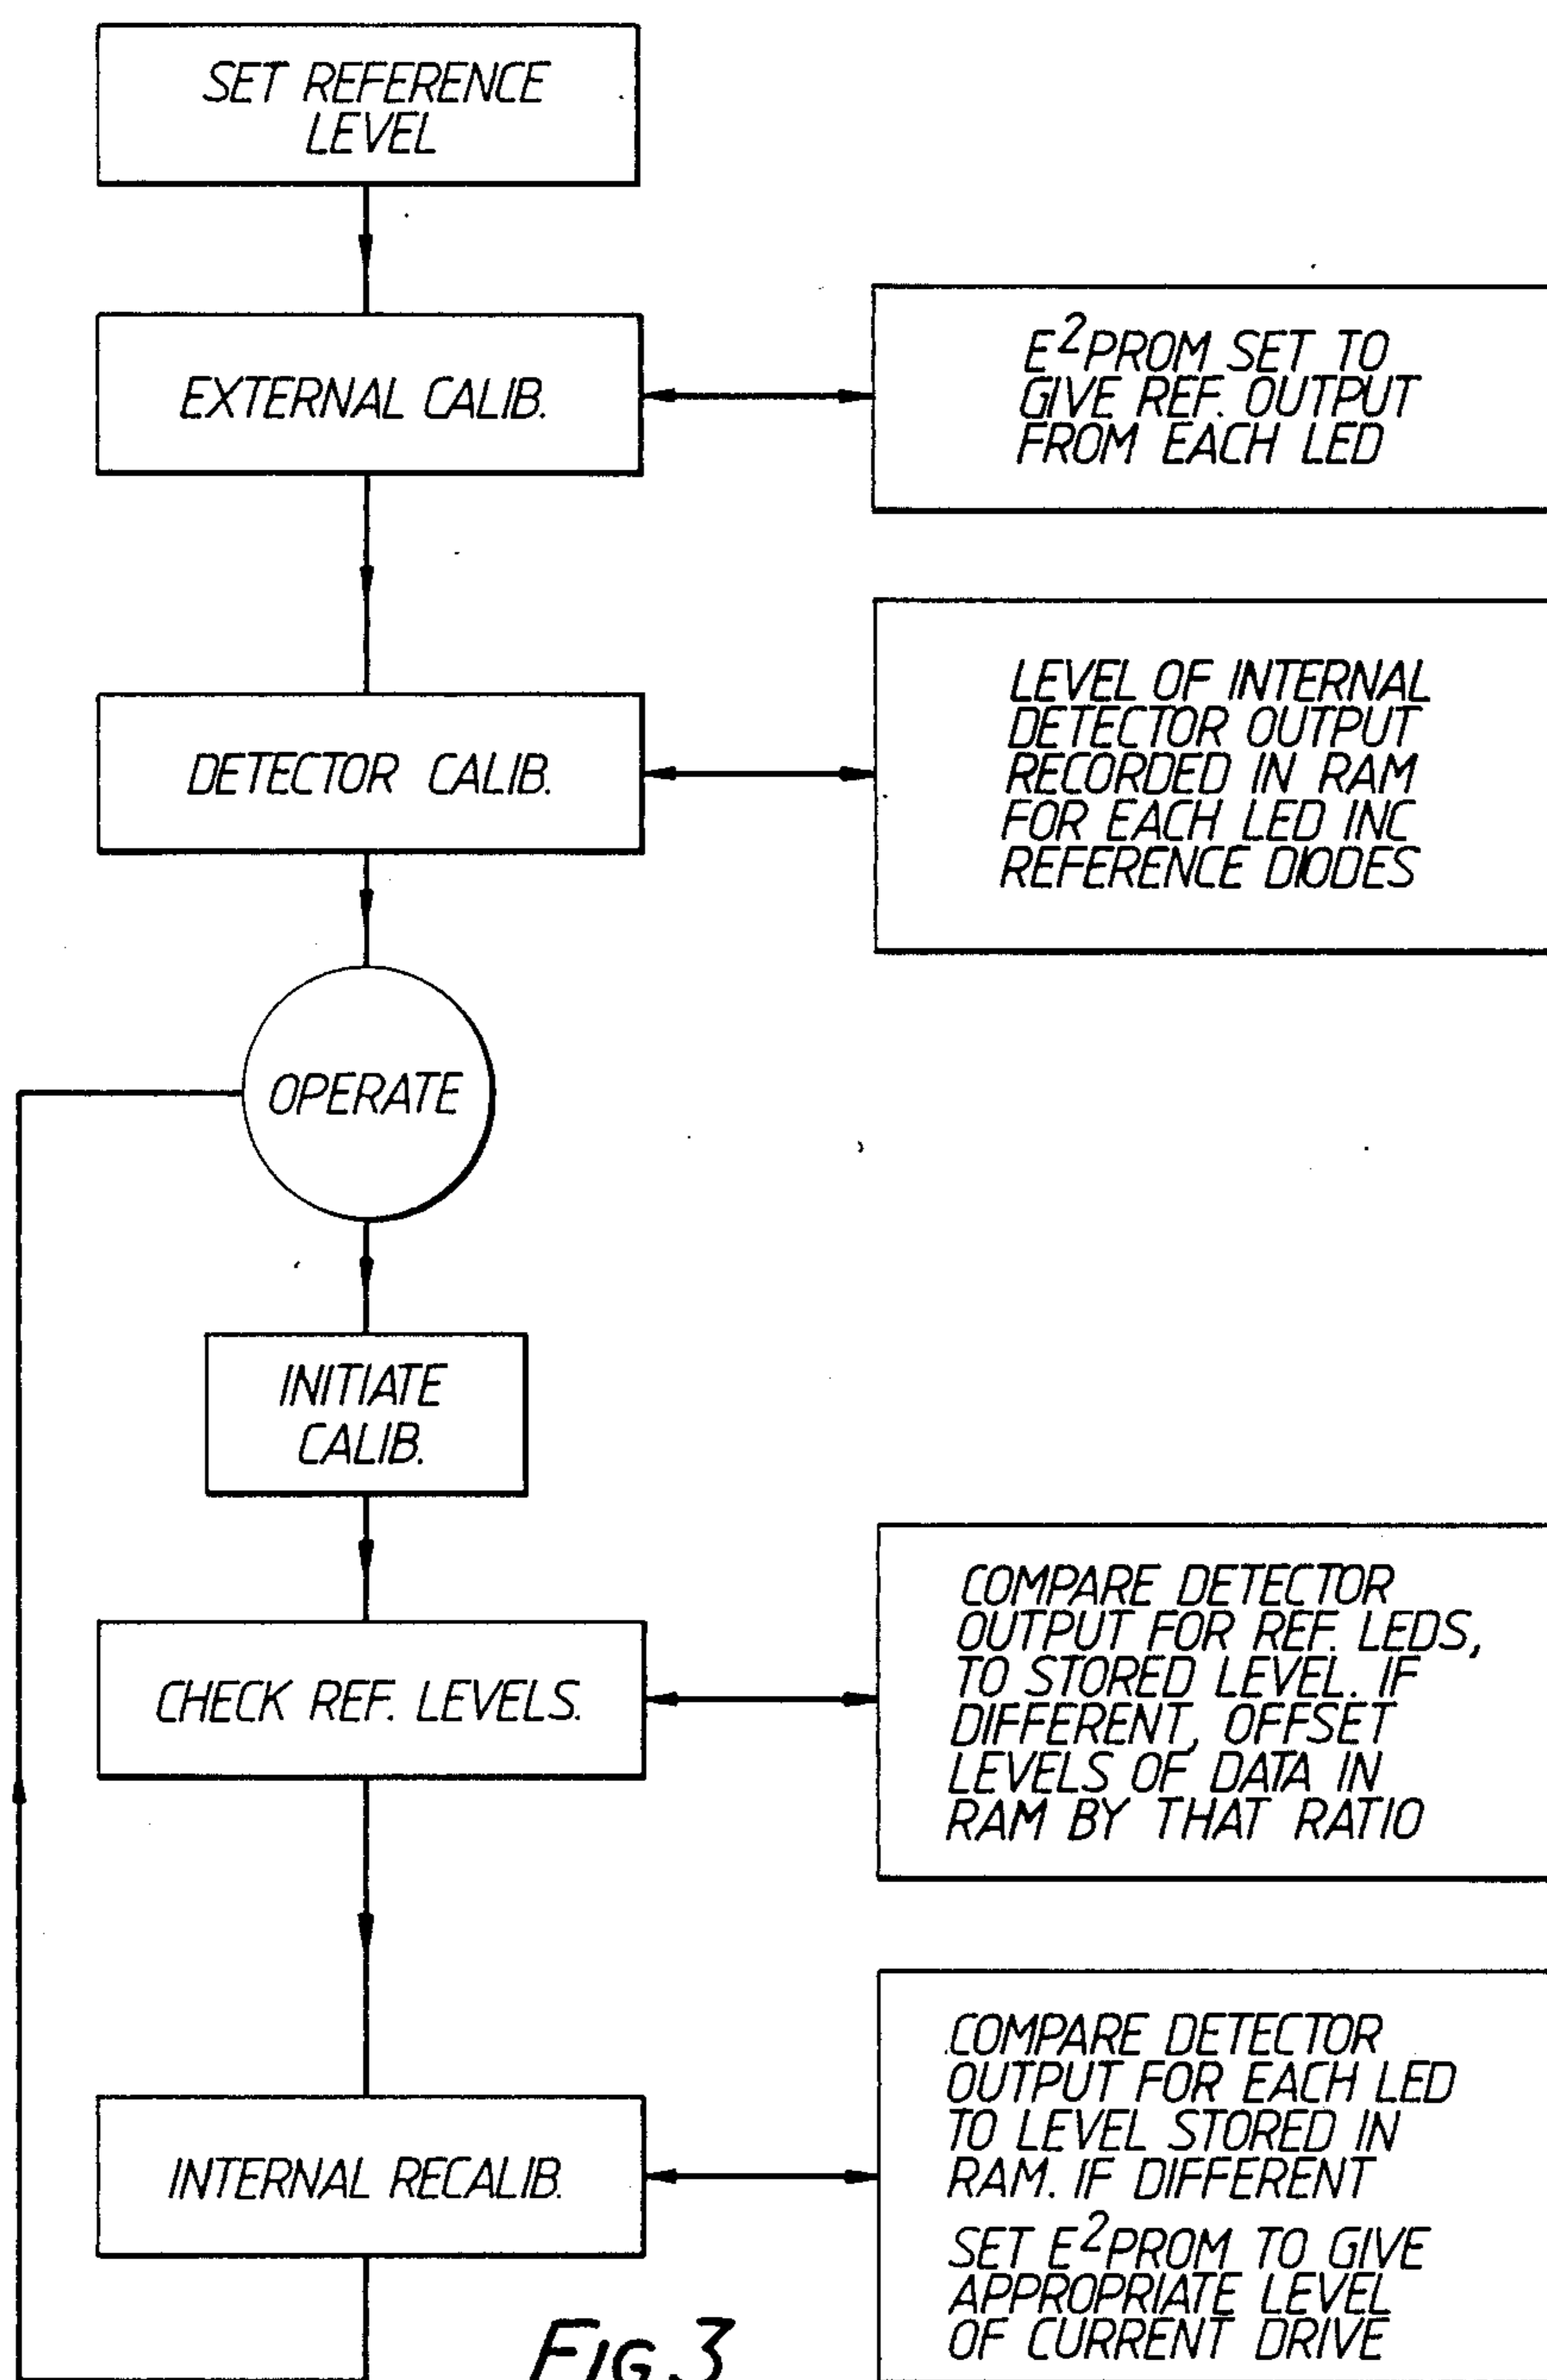 SET REFERENCE
LEVEL
EXTERNAL CALIB.
E²PROM SET TO
GIVE REF. OUTPUT
FROM EACH LED
DETECTOR CALIB.
LEVEL OF INTERNAL
DETECTOR OUTPUT
RECORDED IN RAM
FOR EACH LED INC
REFERENCE DIODES
OPERATE
INITIATE
CALIB.
CHECK REF. LEVELS.
COMPARE DETECTOR
OUTPUT FOR REF. LEDS,
TO STORED LEVEL. IF
DIFFERENT, OFFSET
LEVELS OF DATA IN
RAM BY THAT RATIO
INTERNAL RECALIB.
COMPARE DETECTOR
OUTPUT FOR EACH LED
TO LEVEL STORED IN
RAM. IF DIFFERENT
SET E²PROM TO GIVE
APPROPRIATE LEVEL
OF CURRENT DRIVE
FIG.3